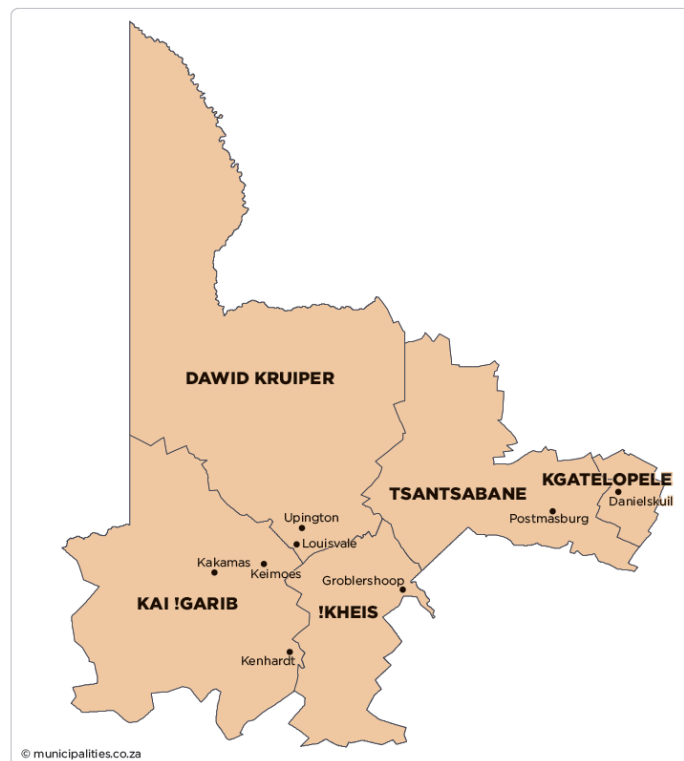 DAWID KRUIPER
KGATELOPELE
TSANTSABANE
Danielskuil
Postmasburg
Upington
Louisvale
Kakamas
Keimoes
Groblershoop
KAI !GARIB
!KHEIS
Kenhardt
© municipalities.co.za